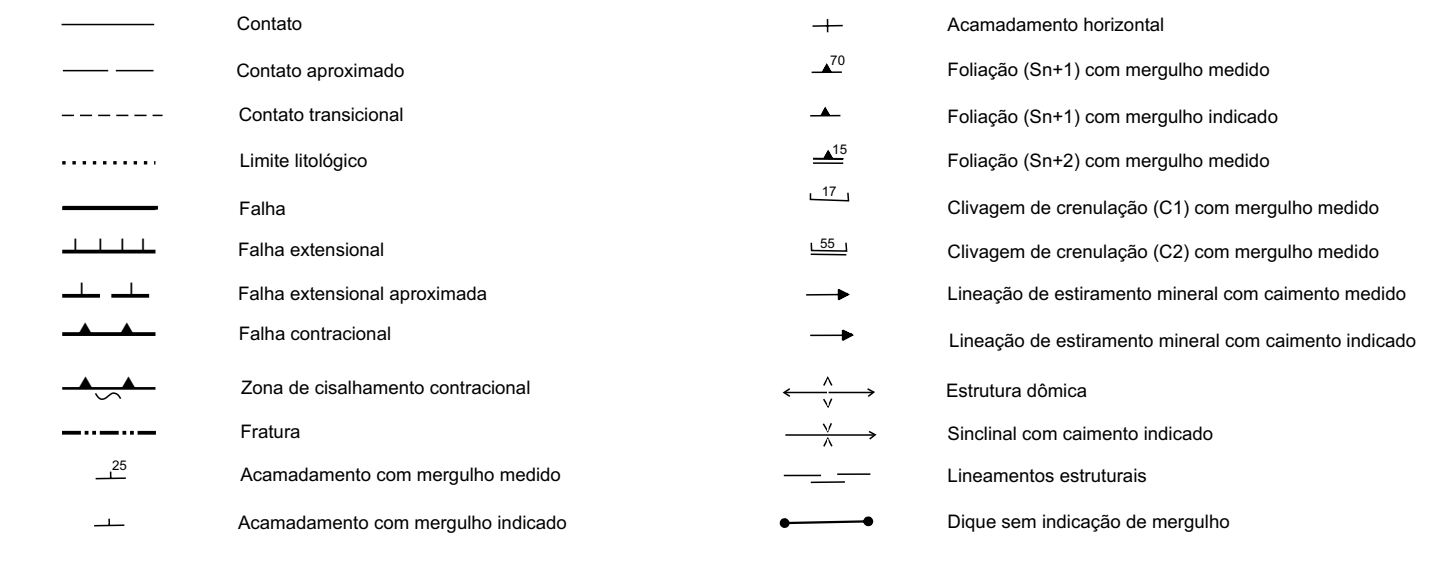 Contato
Contato aproximado
Contato transicional
Limite litológico
Falha
Falha extensional
Falha extensional aproximada
Falha contracional
Zona de cisalhamento contracional
Fratura
25
Acamadamento com mergulho medido
Acamadamento com mergulho indicado
Acamadamento horizontal
70
Foliação (Sn+1) com mergulho medido
Foliação (Sn+1) com mergulho indicado
15
Foliação (Sn+2) com mergulho medido
17
Clivagem de crenulação (C1) com mergulho medido
55
Clivagem de crenulação (C2) com mergulho medido
Lineação de estiramento mineral com caimento medido
Lineação de estiramento mineral com caimento indicado
Estrutura dômica
Sinclinal com caimento indicado
Lineamentos estruturais
Dique sem indicação de mergulho